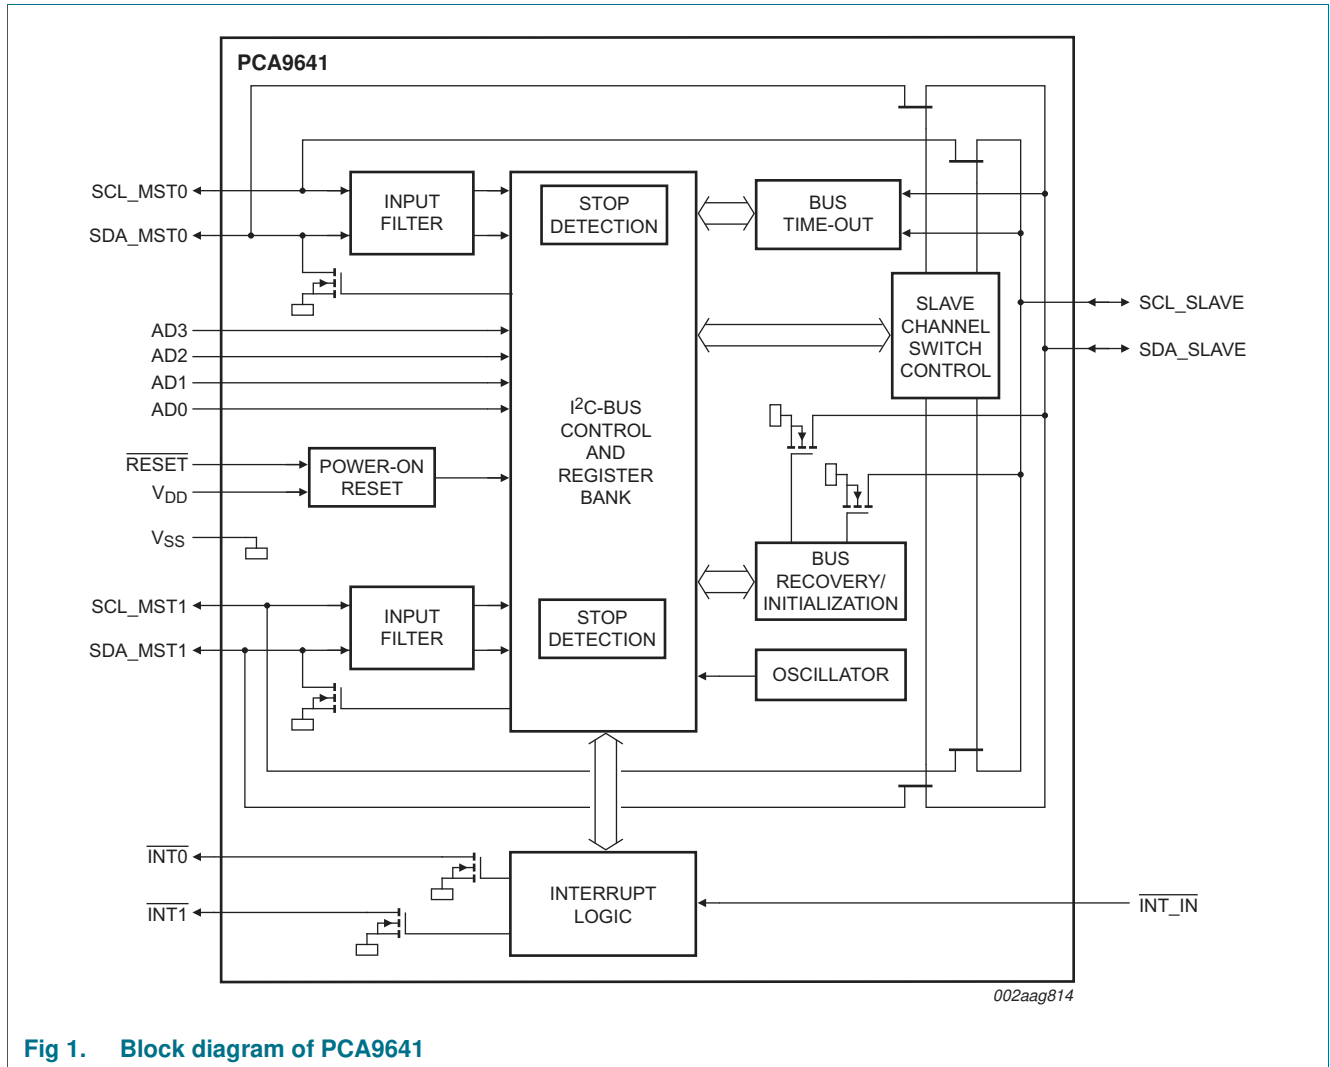 PCA9641
SCL_MST0
SDA_MST0
INPUT
FILTER
STOP
DETECTION
BUS
TIME-OUT
AD3
AD2
AD1
AD0
SLAVE
CHANNEL
SWITCH
CONTROL
SCL_SLAVE
SDA_SLAVE
I2C-BUS
CONTROL
AND
REGISTER
BANK
RESET
VDD
POWER-ON
RESET
VSS
BUS
RECOVERY/
INITIALIZATION
SCL_MST1
SDA_MST1
INPUT
FILTER
STOP
DETECTION
OSCILLATOR
INT0
INT1
INTERRUPT
LOGIC
INT_IN
002aag814
Fig 1. Block diagram of PCA9641